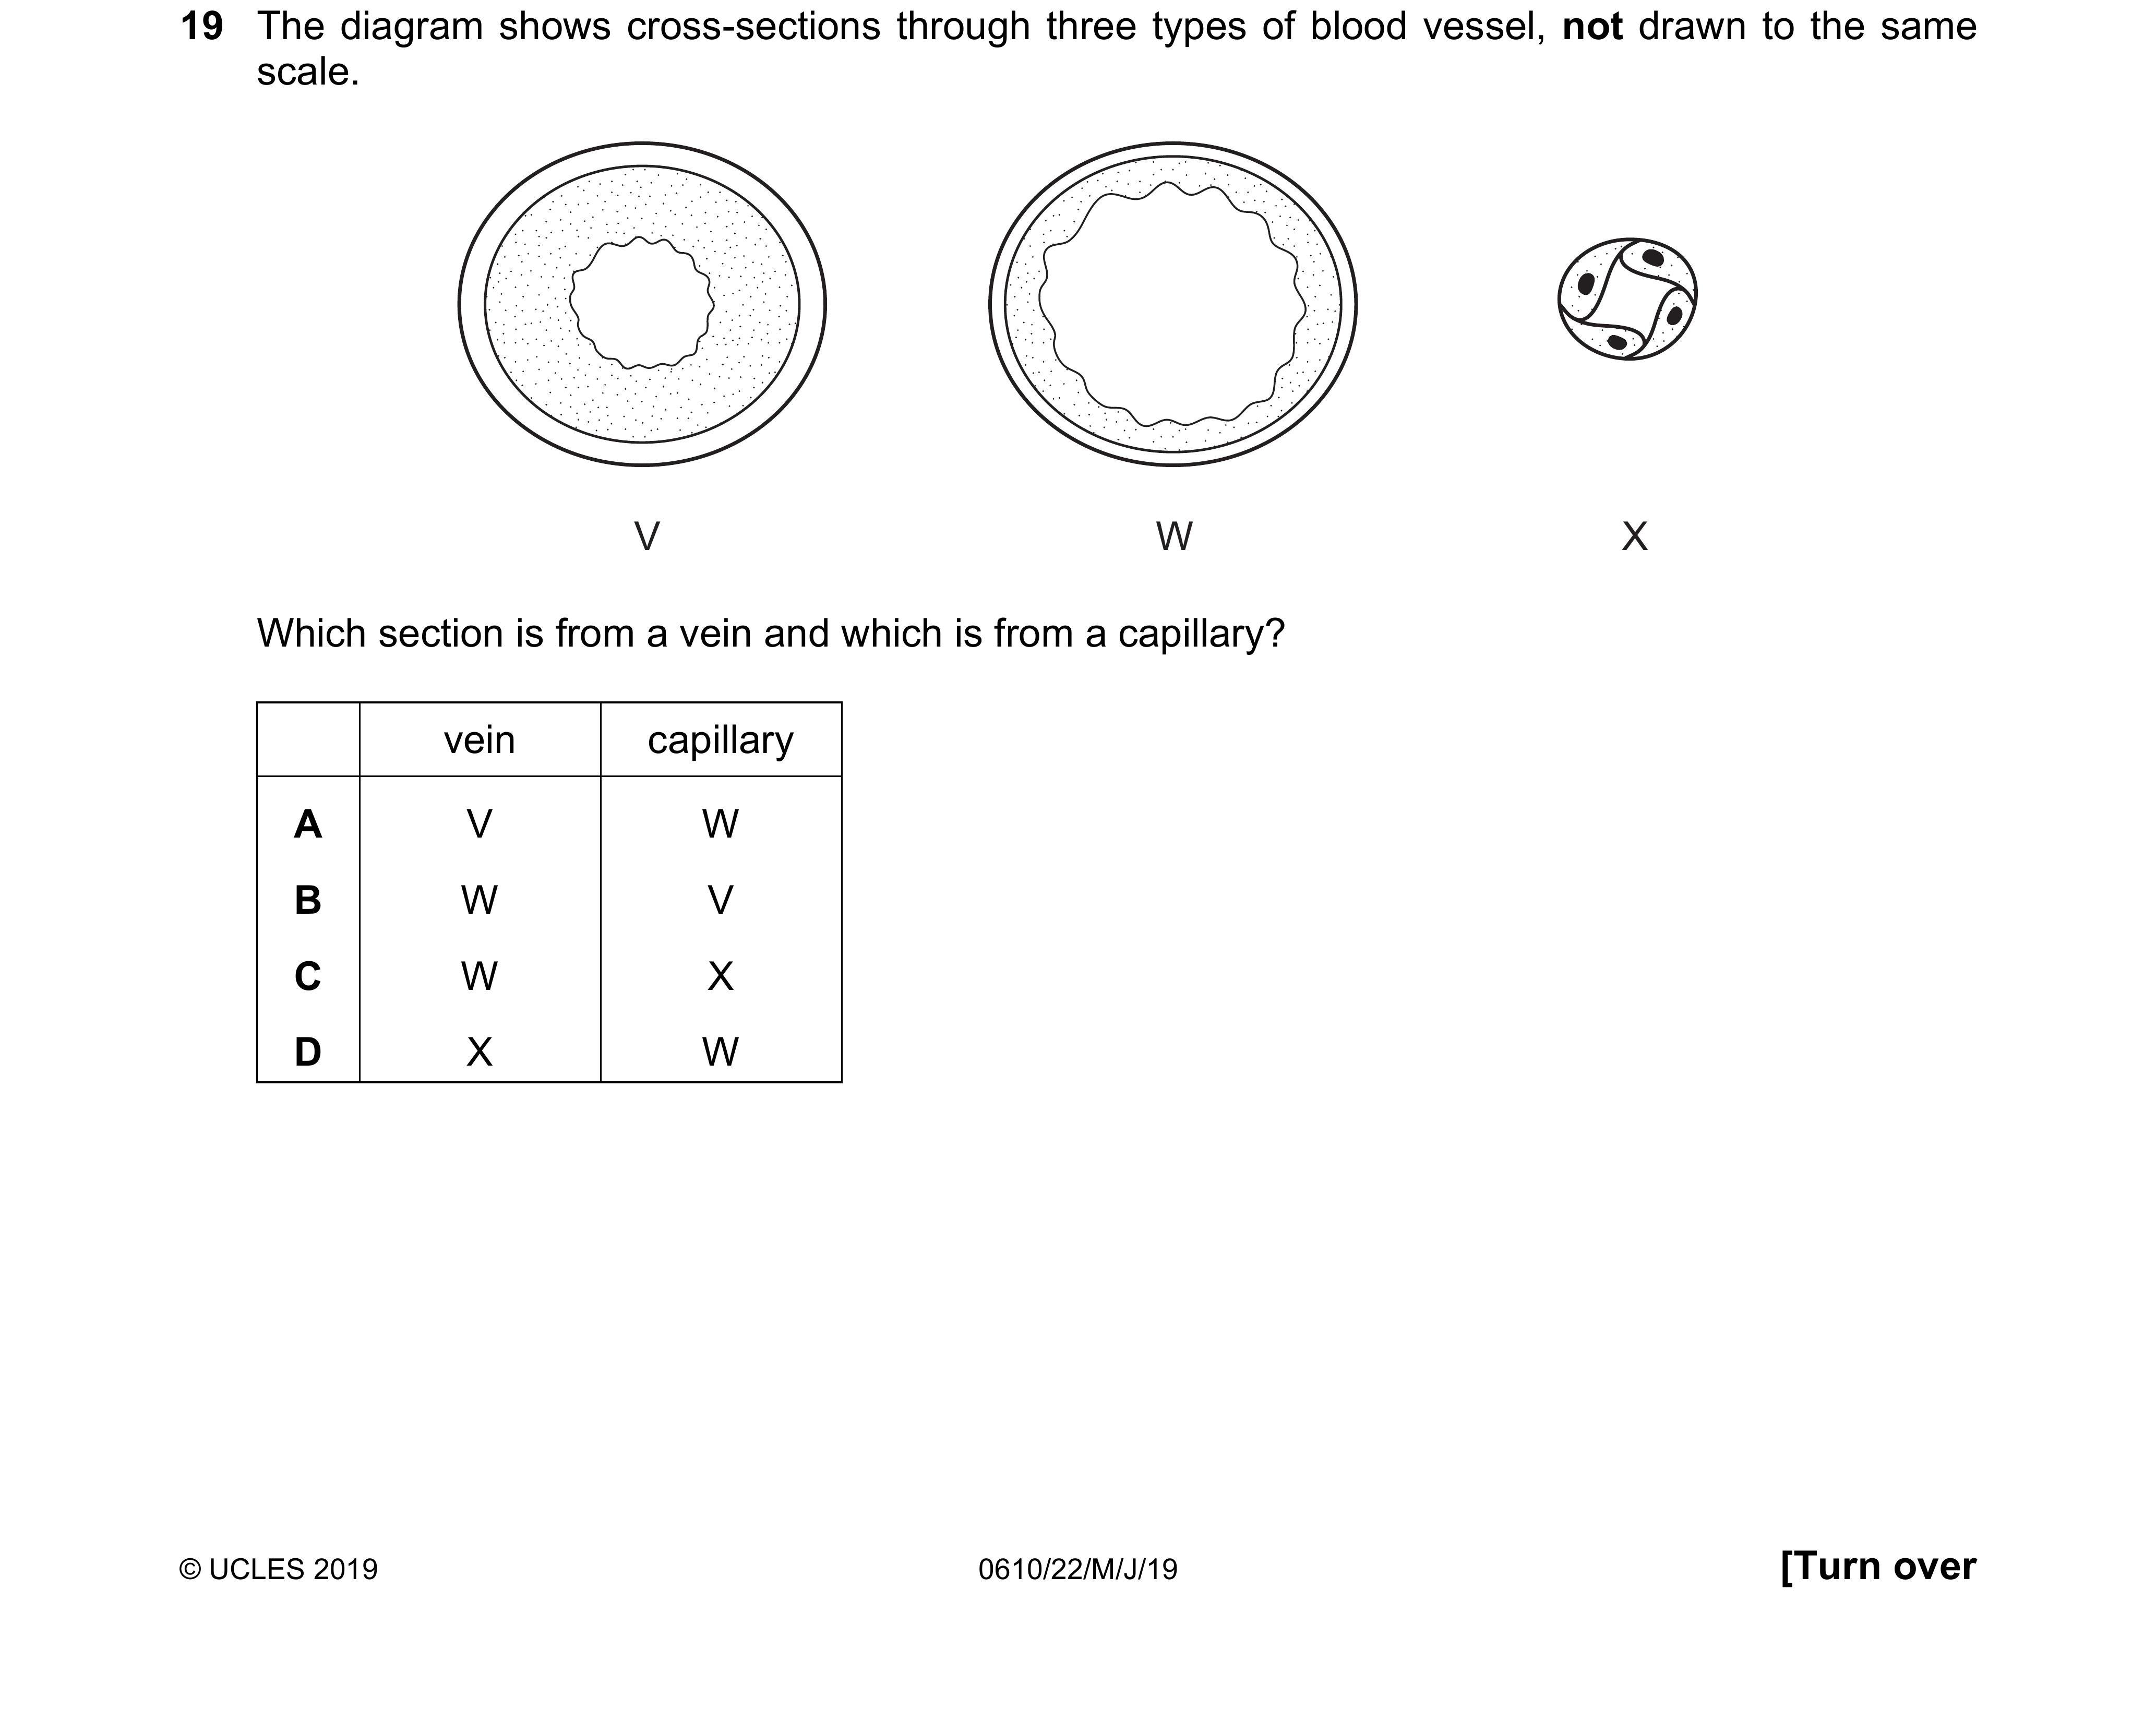 19 The diagram shows cross-sections through three types of blood vessel, not drawn to the same
scale.
V W X
Which section is from a vein and which is from a capillary?
vein capillary
A V W
B W V
C W X
D X W
© UCLES 2019 0610/22/M/J/19 [Turn over